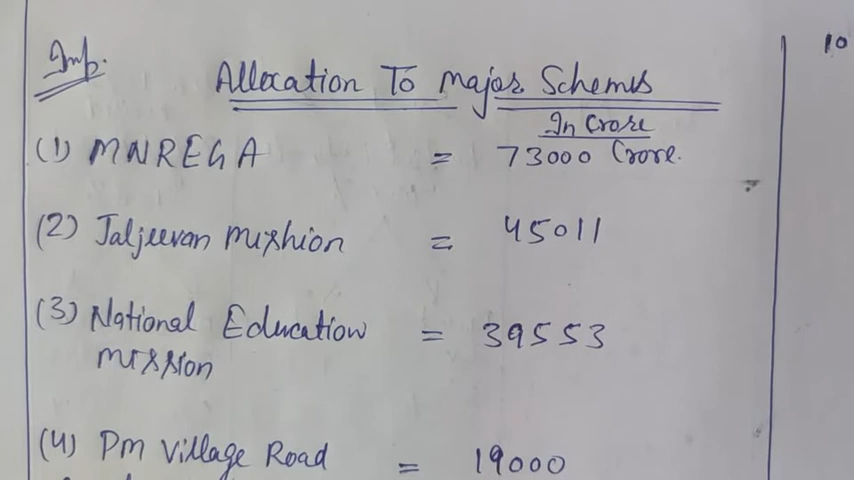 Imp.
Allocation To Major Schemes
In Crore
(1) MNREGA = 73000 Crore.
(2) Jaljeevan mishion = 45011
(3) National Education = 39553
mission
(4) Pm Village Road = 19000
10